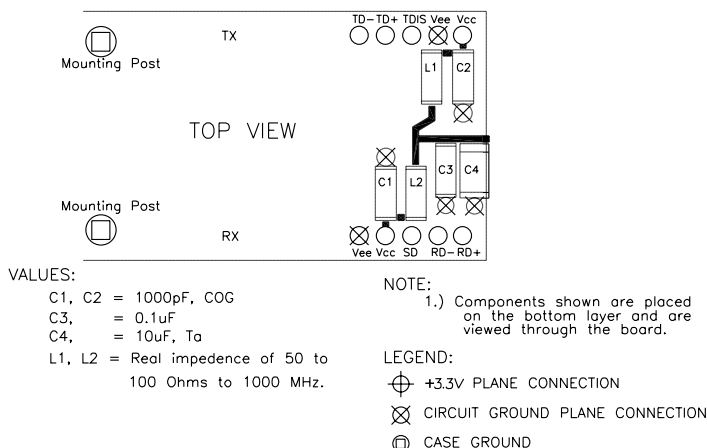 TD- TD+ TDIS Vee Vcc
TX
Mounting Post
L1 C2
TOP VIEW
C3 C4
C1 L2
Mounting Post
RX
Vee Vcc SD RD- RD+
VALUES:
C1, C2 = 1000pF, COG
C3, = 0.1uF
C4, = 10uF, Ta
L1, L2 = Real impedence of 50 to
100 Ohms to 1000 MHz.
NOTE:
1.) Components shown are placed
on the bottom layer and are
viewed through the board.
LEGEND:
+3.3V PLANE CONNECTION
CIRCUIT GROUND PLANE CONNECTION
CASE GROUND